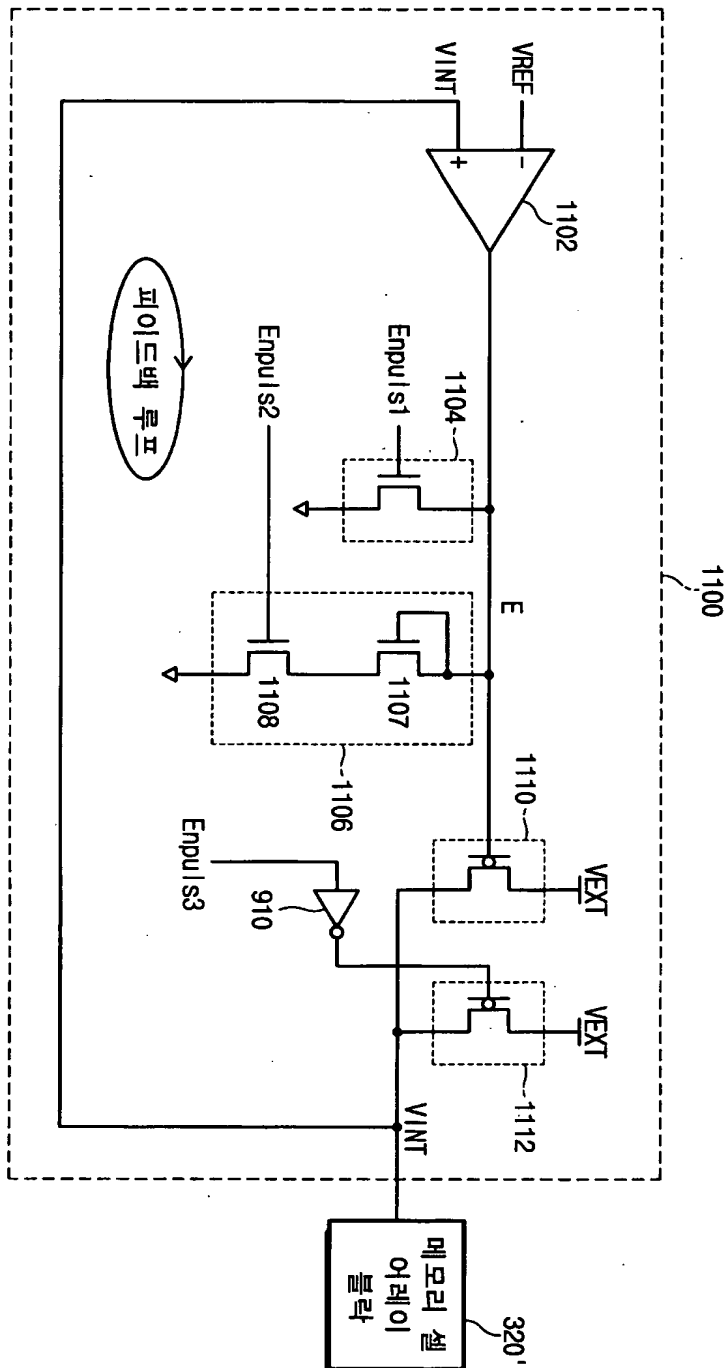 1100
VREF
VINT
-
+
1102
Enpuls1
1104
Enpuls2
피이드백 루프
E
1107
1108
1106
VEXT
1110
VEXT
1112
Enpuls3
910
VINT
메모리 셀
어레이
블락
320'